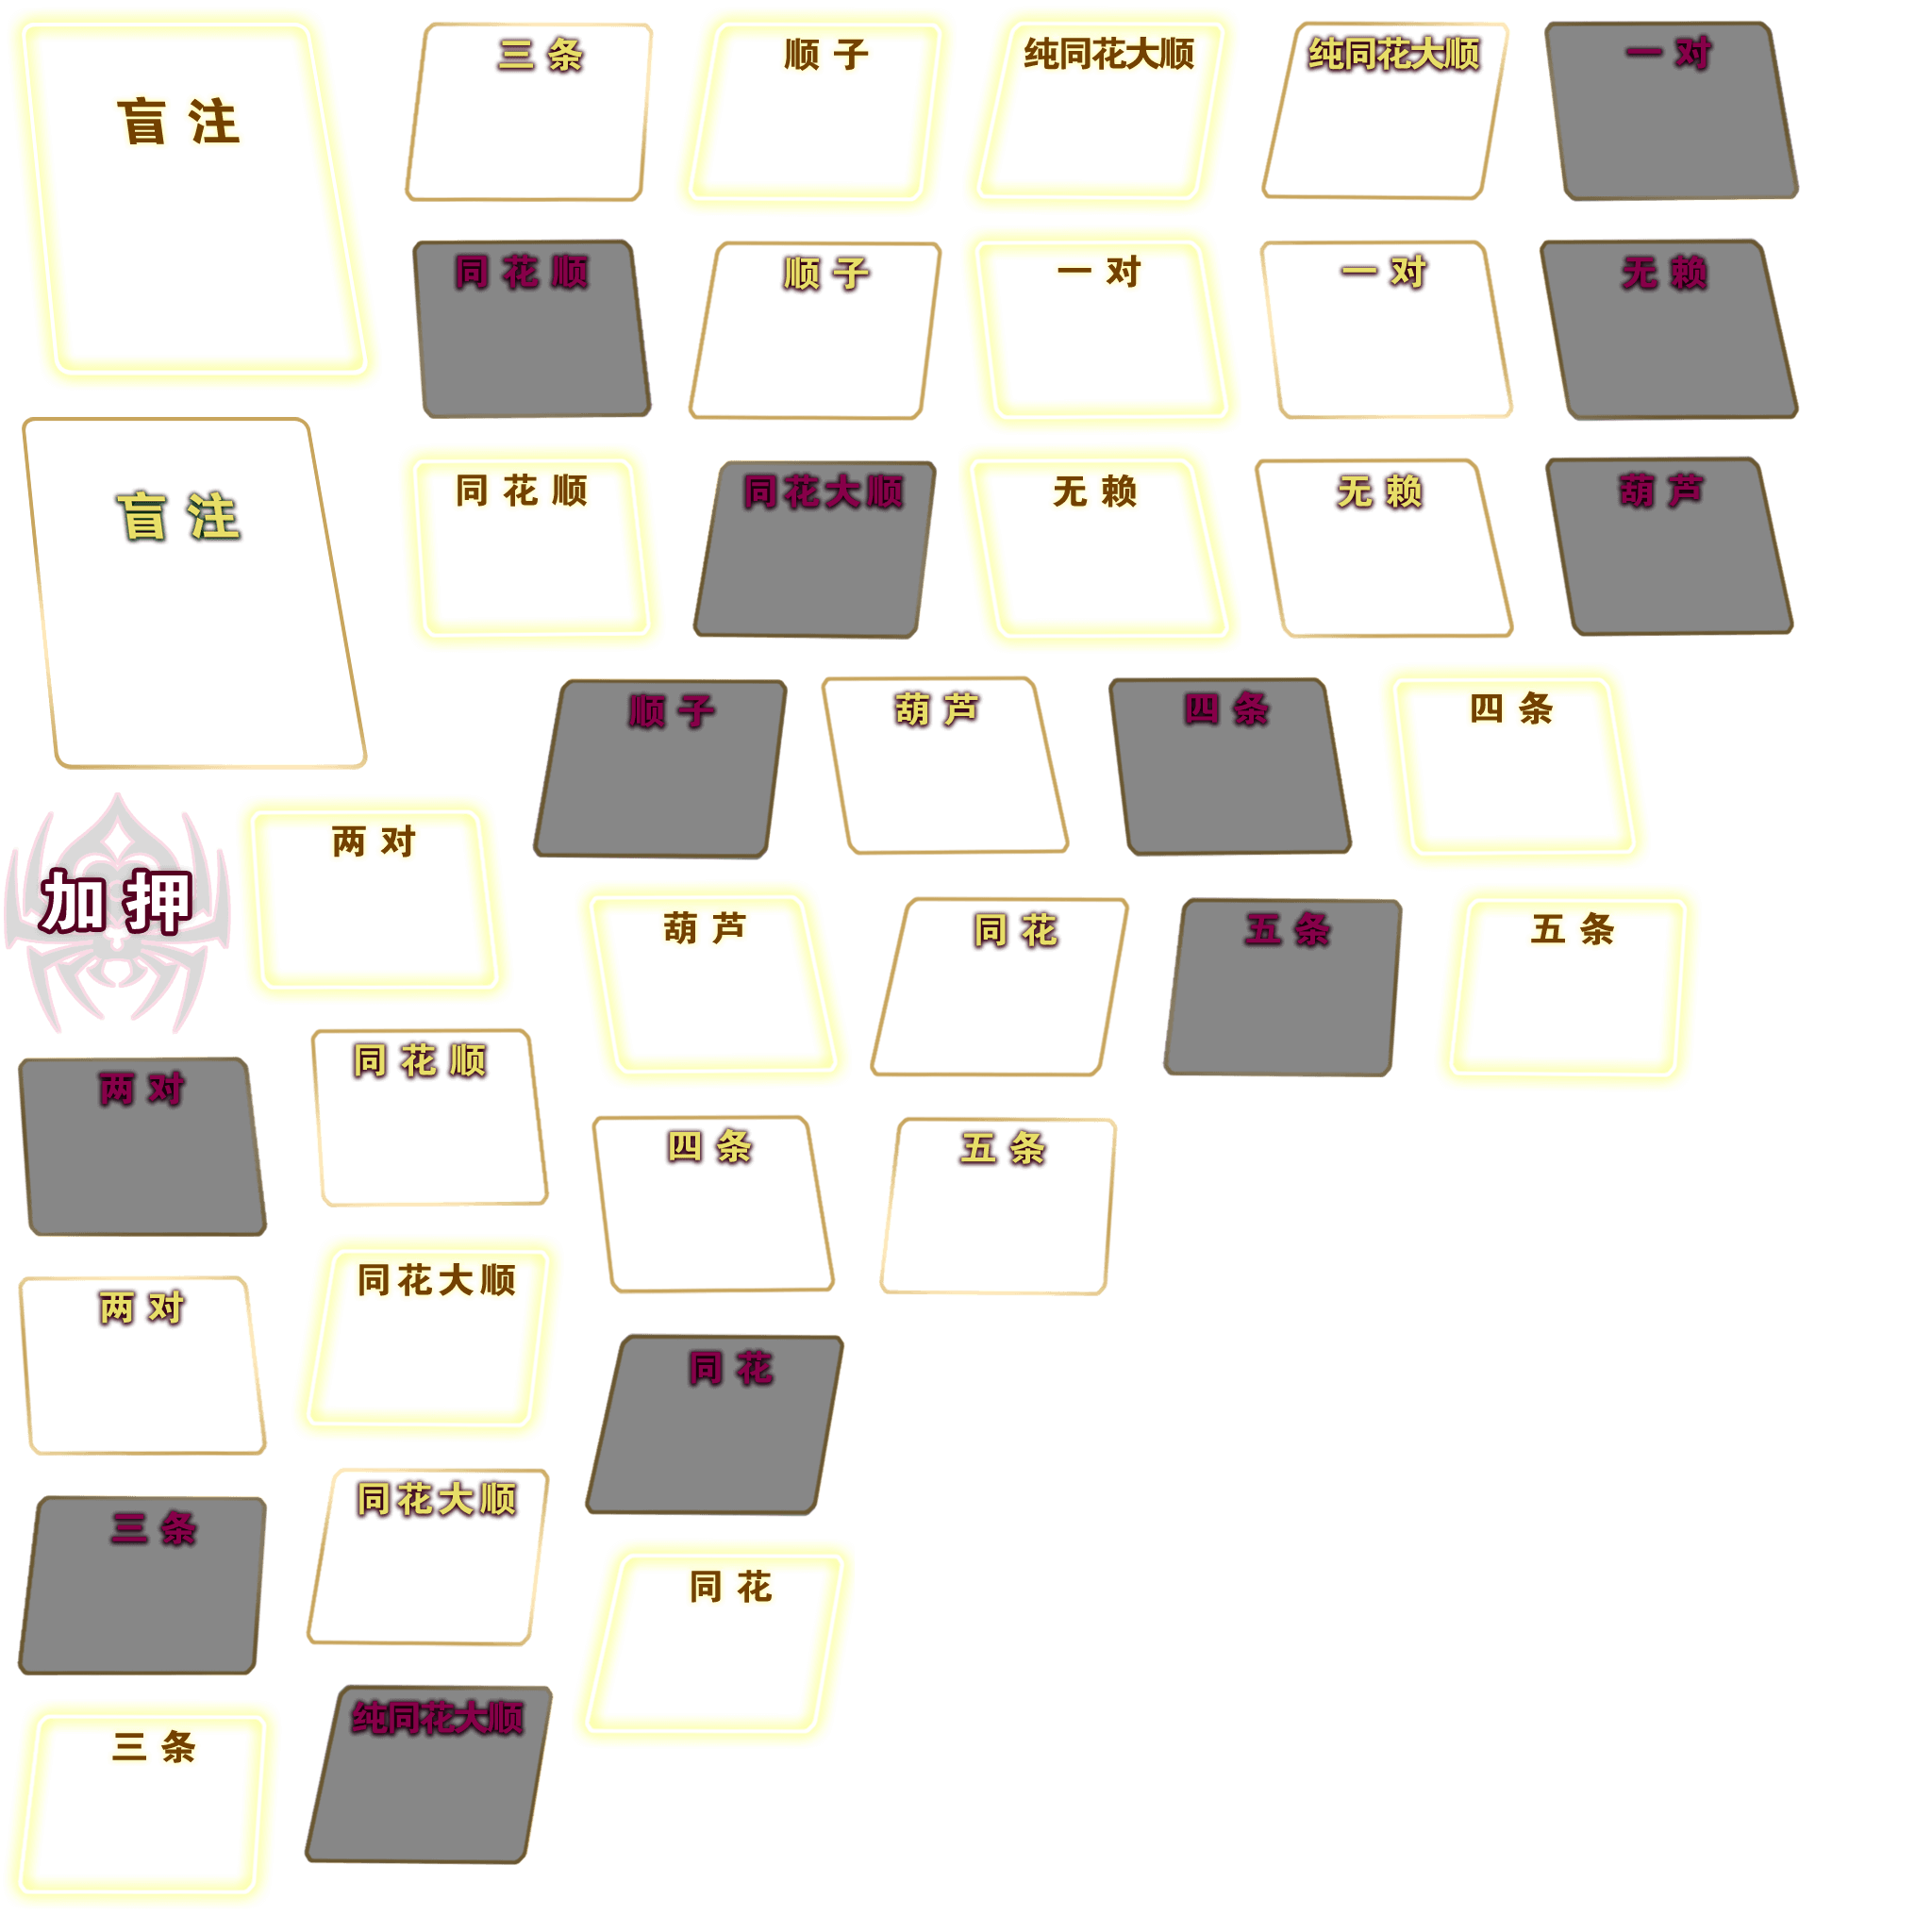 盲注
三条
顺子
纯同花大顺
纯同花大顺
一对
同花顺
顺子
一对
一对
无赖
盲注
同花顺
同花大顺
无赖
无赖
葫芦
顺子
葫芦
四条
四条
加押
两对
葫芦
同花
五条
五条
两对
同花顺
四条
五条
两对
同花大顺
同花
三条
同花大顺
同花
三条
纯同花大顺